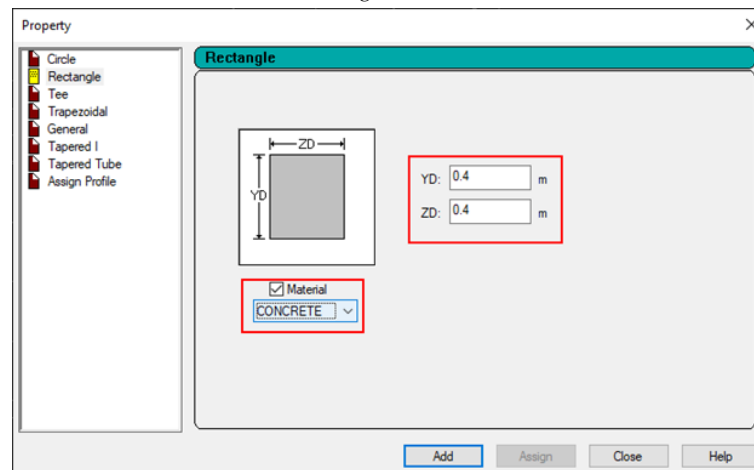 Property
Circle
Rectangle
Tee
Trapezoidal
General
Tapered I
Tapered Tube
Assign Profile
Rectangle
ZD
YD
YD: 0.4 m
ZD: 0.4 m
Material
CONCRETE
Add Assign Close Help